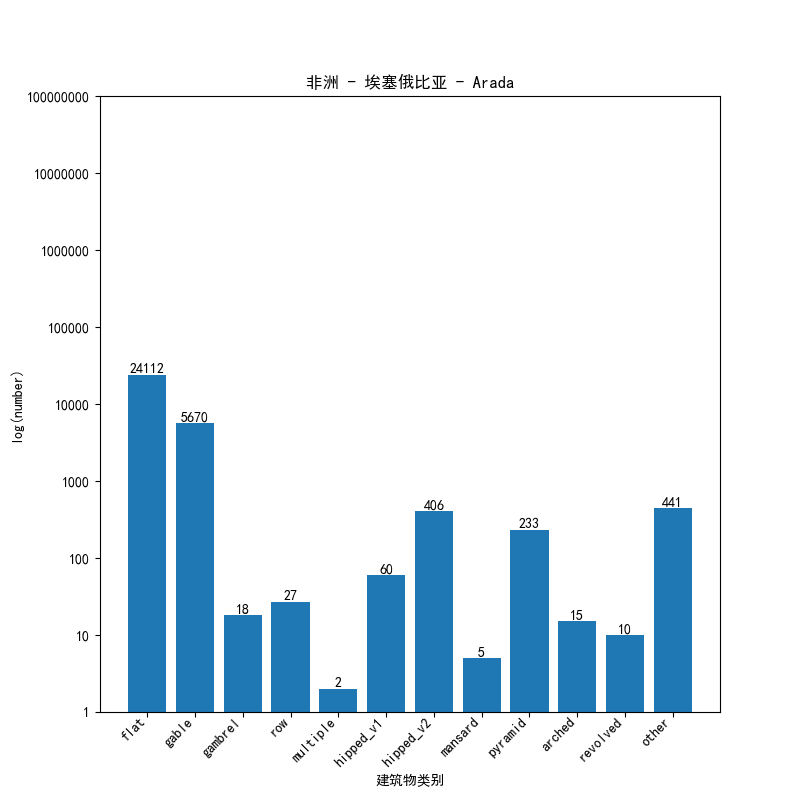 非洲 - 埃塞俄比亚 - Arada
100000000
10000000
1000000
100000
10000
1000
100
10
1
log(number)
24112
5670
18
27
2
60
406
5
233
15
10
441
flat
gable
gambrel
row
multiple
hipped_v1
hipped_v2
mansard
pyramid
arched
revolved
other
建筑物类别